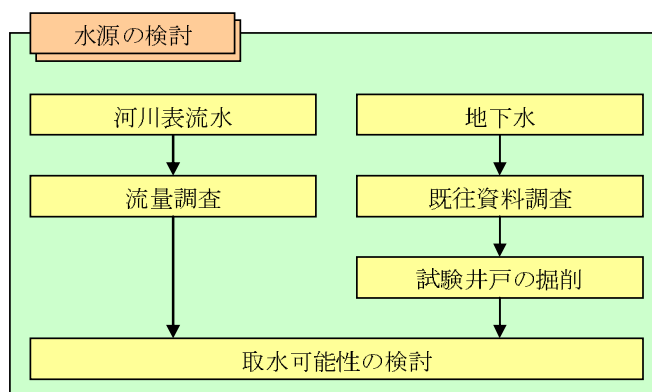 水源の検討
河川表流水
地下水
流量調査
既往資料調査
試験井戸の掘削
取水可能性の検討